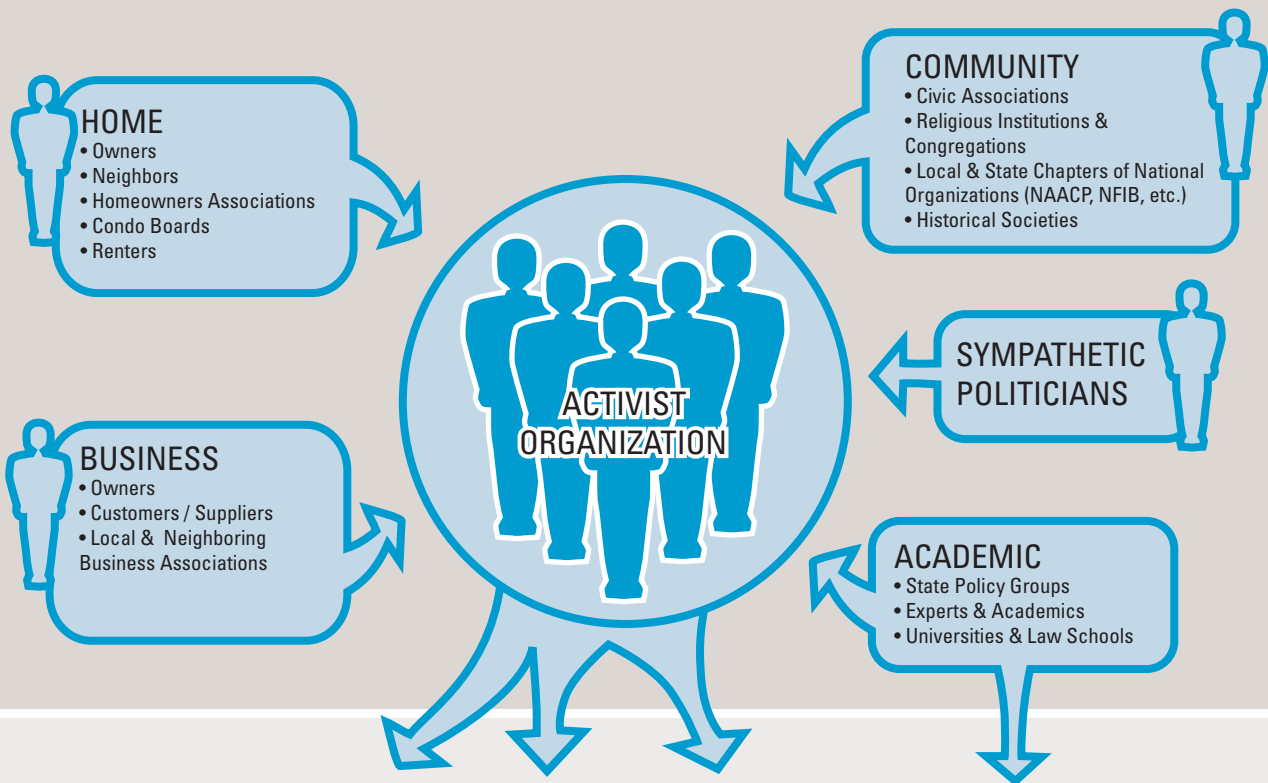 HOME
• Owners
• Neighbors
• Homeowners Associations
• Condo Boards
• Renters
COMMUNITY
• Civic Associations
• Religious Institutions &
Congregations
• Local & State Chapters of National
Organizations (NAACP, NFIB, etc.)
• Historical Societies
SYMPATHETIC
POLITICIANS
ACTIVIST
ORGANIZATION
BUSINESS
• Owners
• Customers / Suppliers
• Local & Neighboring
Business Associations
ACADEMIC
• State Policy Groups
• Experts & Academics
• Universities & Law Schools